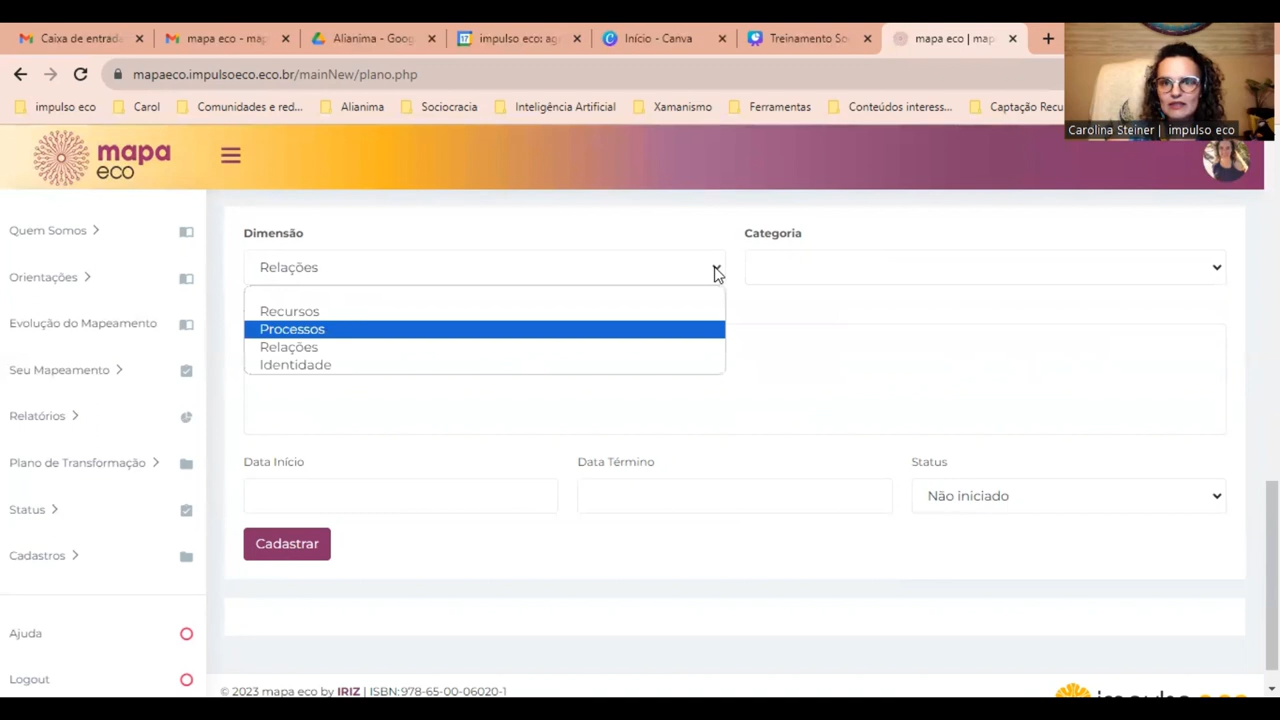 Caixa de entrada
mapa eco - map
Alianima - Goog
17
impulso eco: ag
Início - Canva
Treinamento So
mapa eco | map
mapaeco.impulsoeco.eco.br/mainNew/plano.php
impulso eco
Carol
Comunidades e red...
Alianima
Sociocracia
Inteligência Artificial
Xamanismo
Ferramentas
Conteúdos interess...
Captação Recu
Carolina Steiner | impulso eco
mapa
eco
Quem Somos
Orientações
Evolução do Mapeamento
Seu Mapeamento
Relatórios
Plano de Transformação
Status
Cadastros
Ajuda
Logout
Dimensão
Categoria
Relações
Recursos
Processos
Relações
Identidade
Data Início
Data Término
Status
Não iniciado
Cadastrar
© 2023 mapa eco by IRIZ | ISBN:978-65-00-06020-1